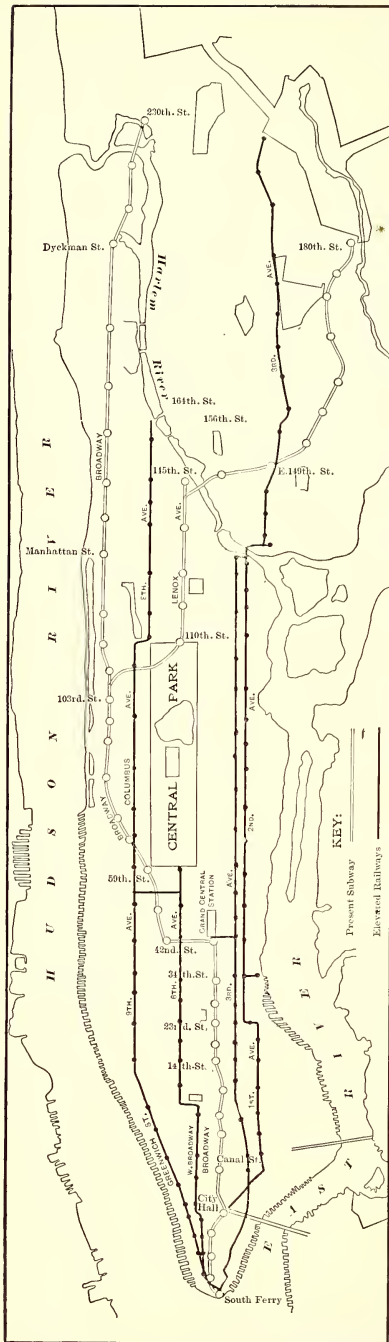 230th. St.
Dyckman St.
180th. St.
Harlem
River
AVE.
3RD.
164th. St.
156th. St.
BROADWAY
145th. St.
E.149th. St.
HUDSON RIVER
AVE.
AVE.
Manhattan St.
8TH.
LENOX
110th. St.
103rd. St.
AVE.
COLUMBUS
CENTRAL PARK
AVE.
2ND.
BROADWAY
KEY:
Present Subway
Elevated Railways
59th. St.
GRAND CENTRAL
STATION
AVE.
AVE.
AVE.
42nd. St.
34th. St.
9TH.
8TH.
3RD.
23rd. St.
14th. St.
AVE.
1ST.
GREENWICH ST.
W. BROADWAY
BROADWAY
Canal St.
City
Hall
EAST RIVER
South Ferry